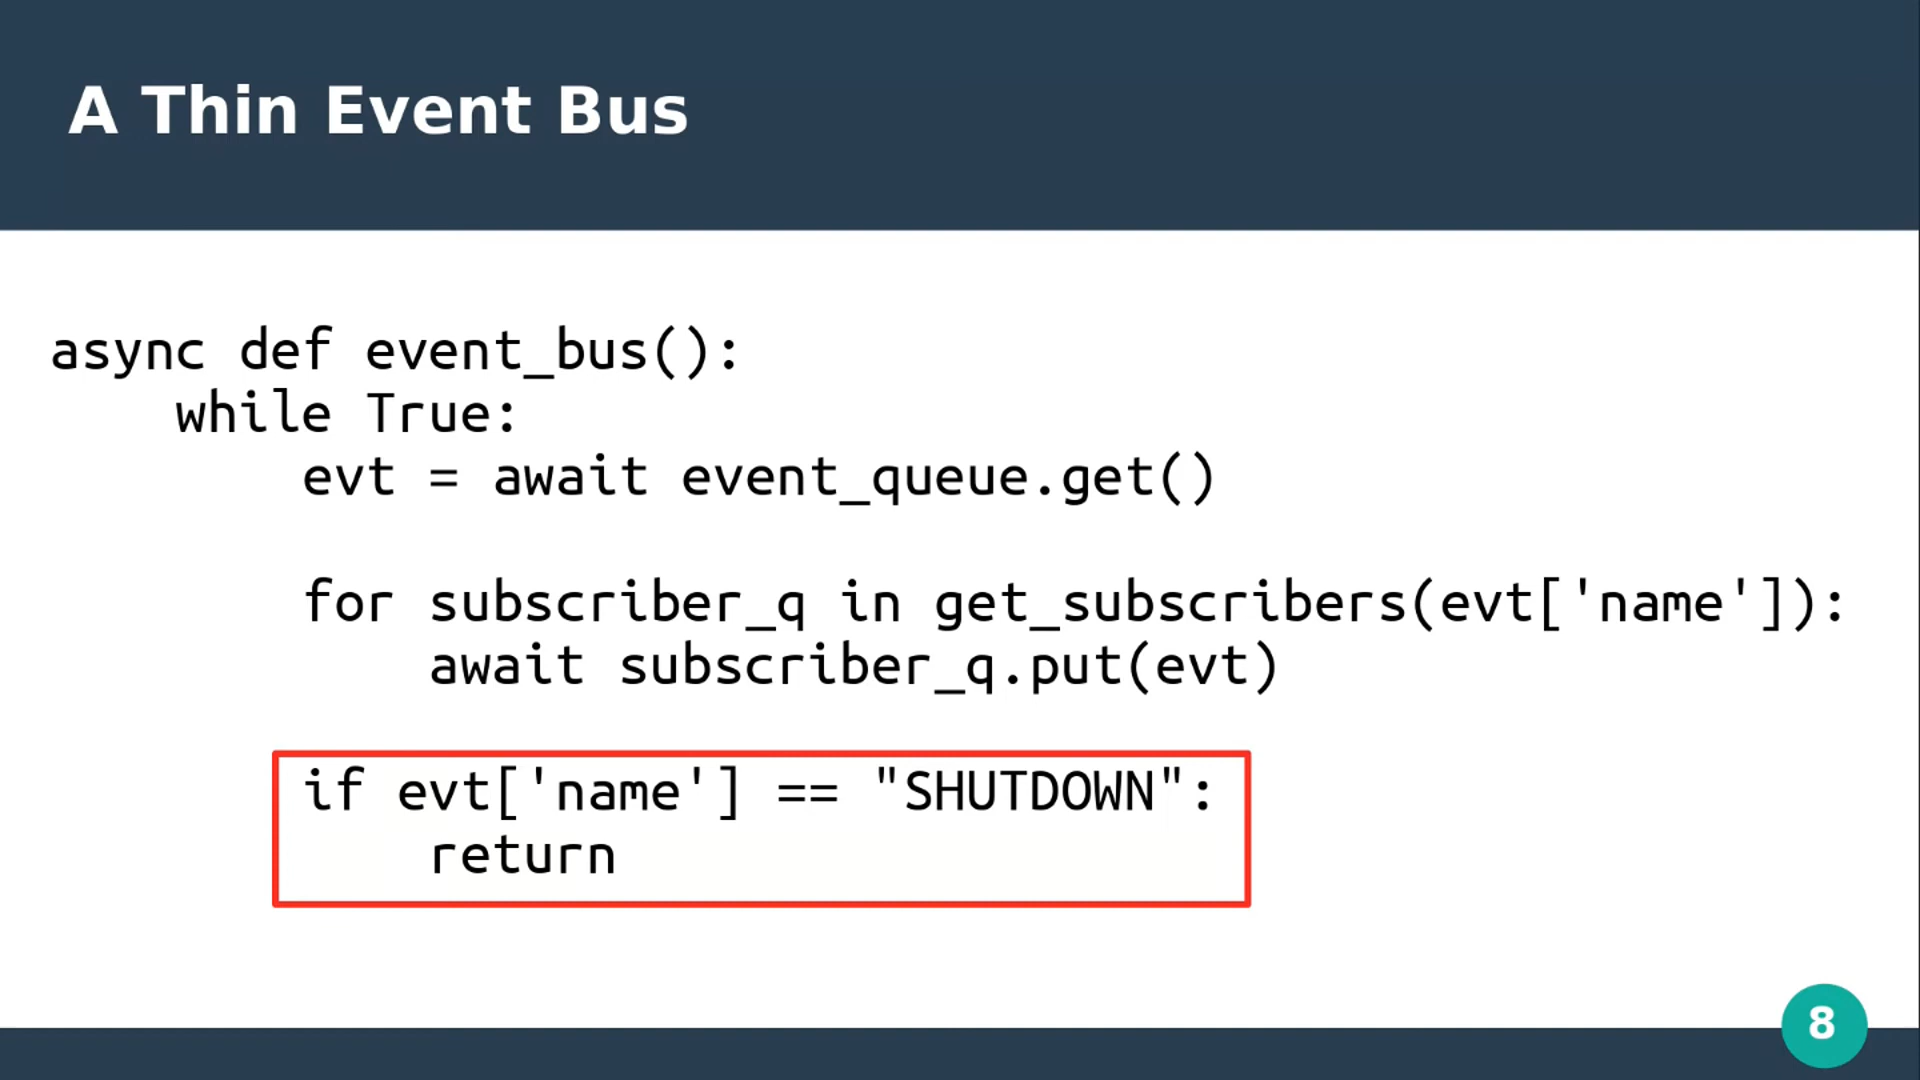 A Thin Event Bus
async def event_bus():
    while True:
        evt = await event_queue.get()
        for subscriber_q in get_subscribers(evt['name']):
            await subscriber_q.put(evt)
        if evt['name'] == "SHUTDOWN":
            return
8